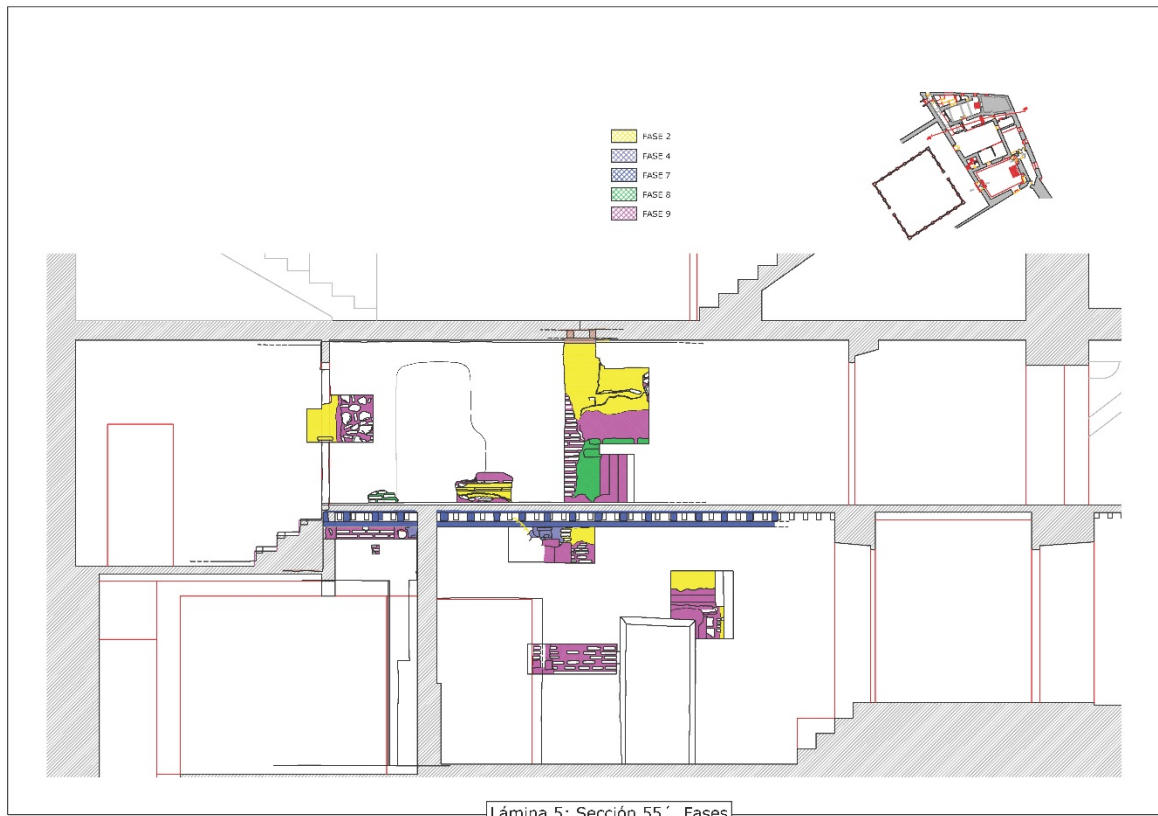 FASE 2
FASE 4
FASE 7
FASE 8
FASE 9
Lámina 5: Sección 55´ Fases